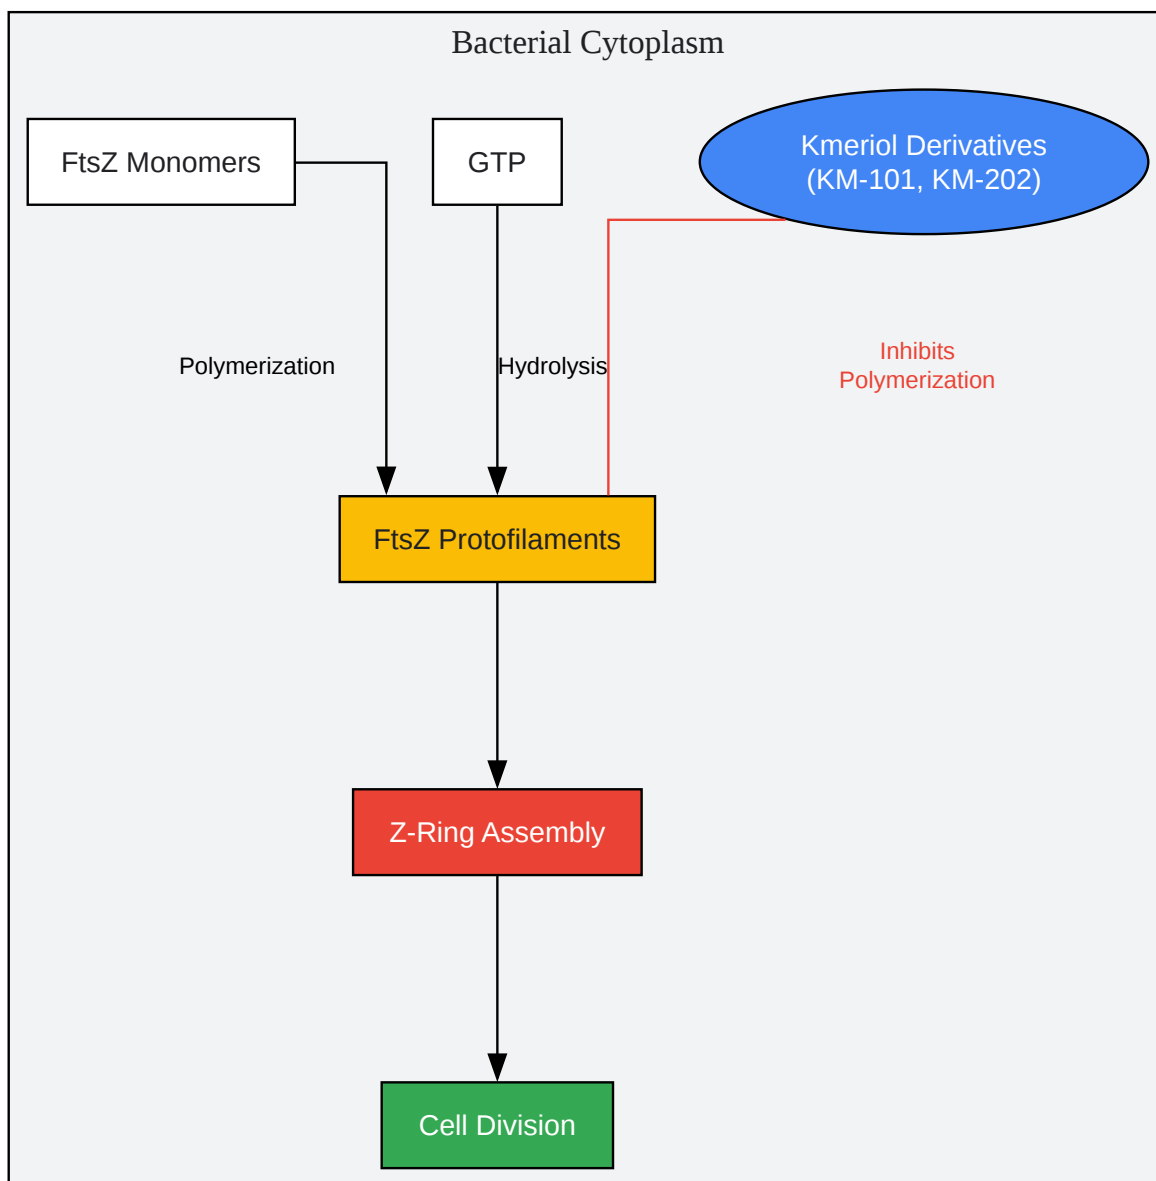 Bacterial Cytoplasm
FtsZ Monomers
GTP
Kmeriol Derivatives
(KM-101, KM-202)
Polymerization
Hydrolysis
Inhibits
Polymerization
FtsZ Protofilaments
Z-Ring Assembly
Cell Division